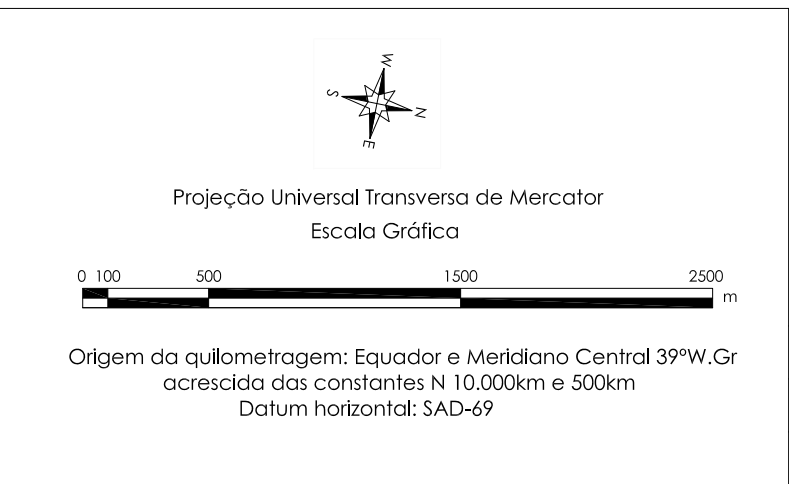 W
S
N
E
Projeção Universal Transversa de Mercator
Escala Gráfica
0 100 500 1500 2500
m
Origem da quilometragem: Equador e Meridiano Central 39ºW.Gr
acrescida das constantes N 10.000km e 500km
Datum horizontal: SAD-69